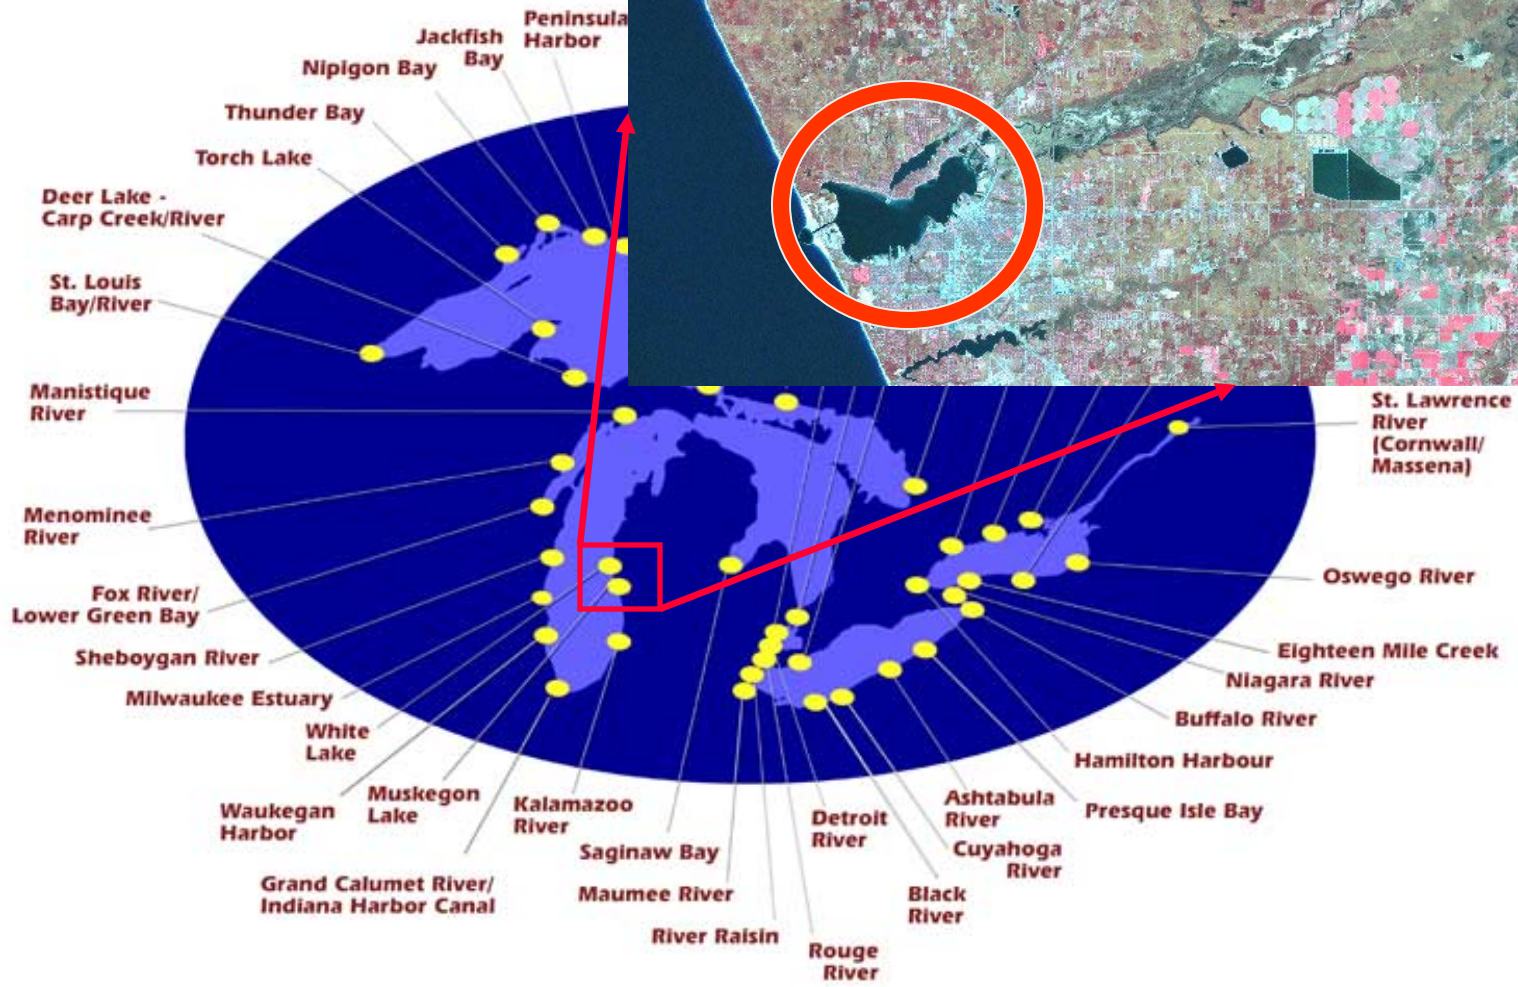 Peninsula
Harbor
Jackfish
Bay
Nipigon Bay
Thunder Bay
Torch Lake
Deer Lake -
Carp Creek/River
St. Louis
Bay/River
Manistique
River
Menominee
River
Fox River/
Lower Green Bay
Sheboygan River
Milwaukee Estuary
White
Lake
Waukegan
Harbor
Muskegon
Lake
Grand Calumet River/
Indiana Harbor Canal
Kalamazoo
River
Saginaw Bay
Maumee River
River Raisin
Rouge
River
Detroit
River
Black
River
Cuyahoga
River
Ashtabula
River
Presque Isle Bay
Hamilton Harbour
Buffalo River
Niagara River
Eighteen Mile Creek
Oswego River
St. Lawrence
River
(Cornwall/
Massena)